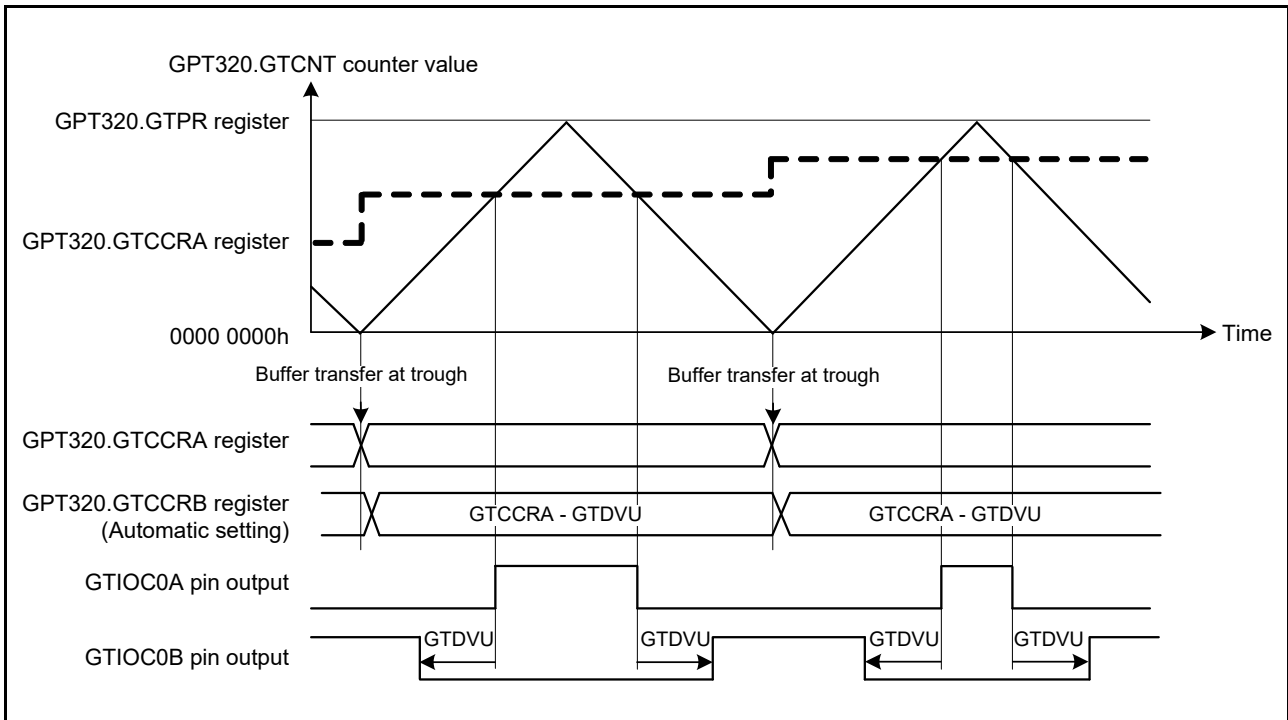 GPT320.GTCNT counter value
GPT320.GTPR register
GPT320.GTCCRA register
0000 0000h
Time
Buffer transfer at trough
Buffer transfer at trough
GPT320.GTCCRA register
GPT320.GTCCRB register
(Automatic setting)
GTCCRA - GTDVU
GTCCRA - GTDVU
GTIOC0A pin output
GTIOC0B pin output
GTDVU
GTDVU
GTDVU
GTDVU